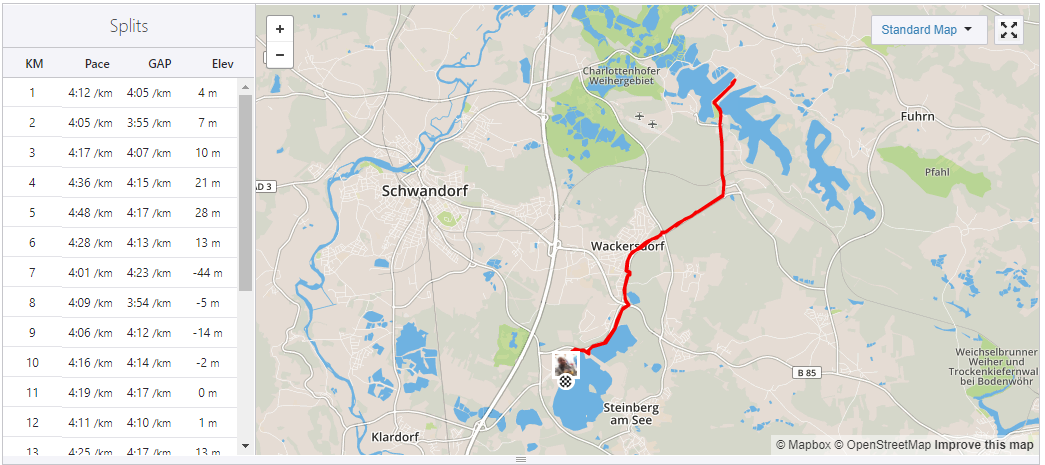 Splits
KM Pace GAP Elev
1 4:12 /km 4:05 /km 4 m
2 4:05 /km 3:55 /km 7 m
3 4:17 /km 4:07 /km 10 m
4 4:36 /km 4:15 /km 21 m
5 4:48 /km 4:17 /km 28 m
6 4:28 /km 4:13 /km 13 m
7 4:01 /km 4:23 /km -44 m
8 4:09 /km 3:54 /km -5 m
9 4:06 /km 4:12 /km -14 m
10 4:16 /km 4:14 /km -2 m
11 4:19 /km 4:17 /km 0 m
12 4:11 /km 4:10 /km 1 m
13 4:25 /km 4:17 /km 13 m
+
−
Standard Map
Charlottenhofer
Weihergebiet
Fuhrn
Pfahl
AD 3
Schwandorf
Wackersdorf
Weichselbrunner
Weiher und
Trockenkiefernwal
bei Bodenwöhr
B 85
Steinberg
am See
Klardorf
© Mapbox © OpenStreetMap Improve this map